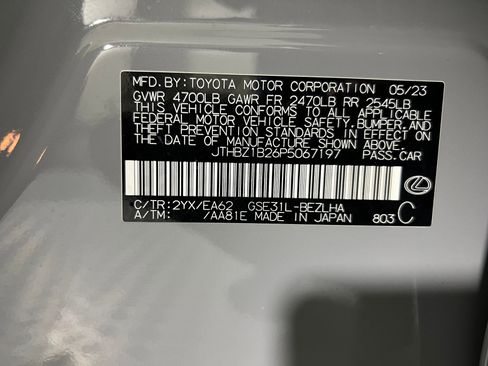 MFD.BY:TOYOTA MOTOR CORPORATION 05/23
GVWR 4700LB GAWR FR 2470LB RR 2545LB
THIS VEHICLE CONFORMS TO ALL APPLICABLE
FEDERAL MOTOR VEHICLE SAFETY, BUMPER, AND
THEFT PREVENTION STANDARDS IN EFFECT ON
THE DATE OF MANUFACTURE SHOWN ABOVE.
JTHBZ1B26P5067197 PASS.CAR
C/TR:2YX/EA62 GSE31L-BEZLHA
A/TM: /AA81E MADE IN JAPAN 803 C